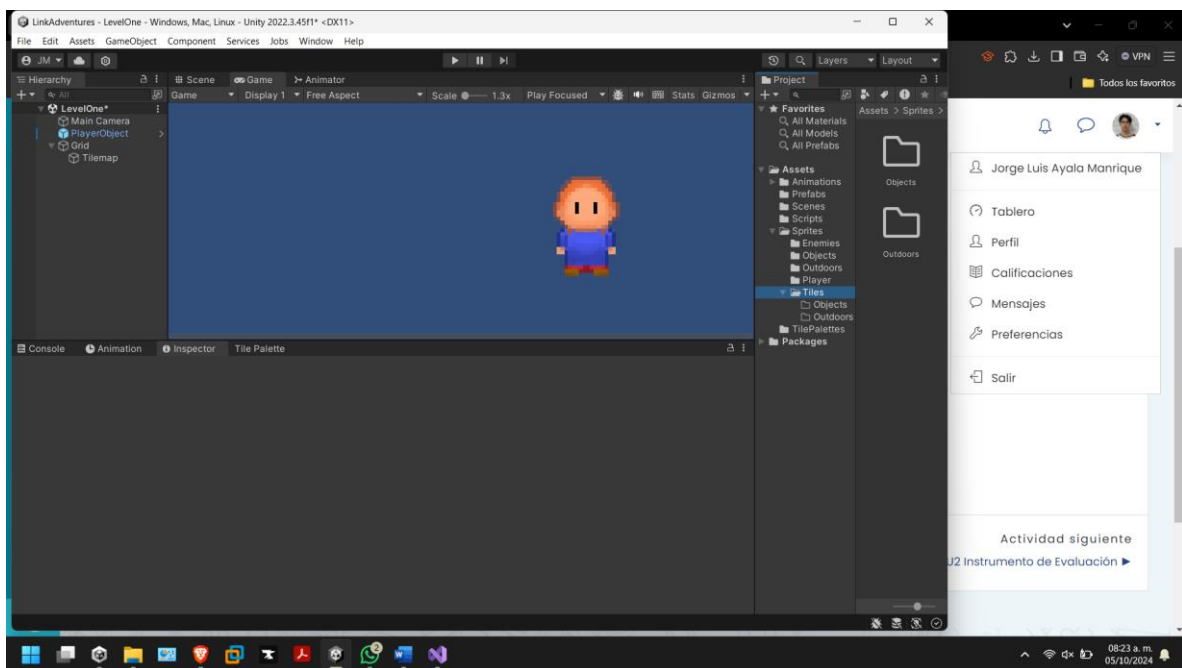 LinkAdventures - LevelOne - Windows, Mac, Linux - Unity 2022.3.45f1* <DX11>
File Edit Assets GameObject Component Services Jobs Window Help
JM
Layers Layout
Hierarchy
All
LevelOne*
Main Camera
PlayerObject
Grid
Tilemap
Scene Game Animator
Game Display 1 Free Aspect Scale 1.3x Play Focused Stats Gizmos
Project
Favorites
All Materials
All Models
All Prefabs
Assets
Animations
Prefabs
Scenes
Scripts
Sprites
Enemies
Objects
Outdoors
Player
Tiles
Objects
Outdoors
TilePalettes
Packages
Assets > Sprites >
Objects
Outdoors
Console Animation Inspector Tile Palette
VPN
Todos los favoritos
Jorge Luis Ayala Manrique
Tablero
Perfil
Calificaciones
Mensajes
Preferencias
Salir
Actividad siguiente
U2 Instrumento de Evaluación ►
2
08:23 a. m.
05/10/2024